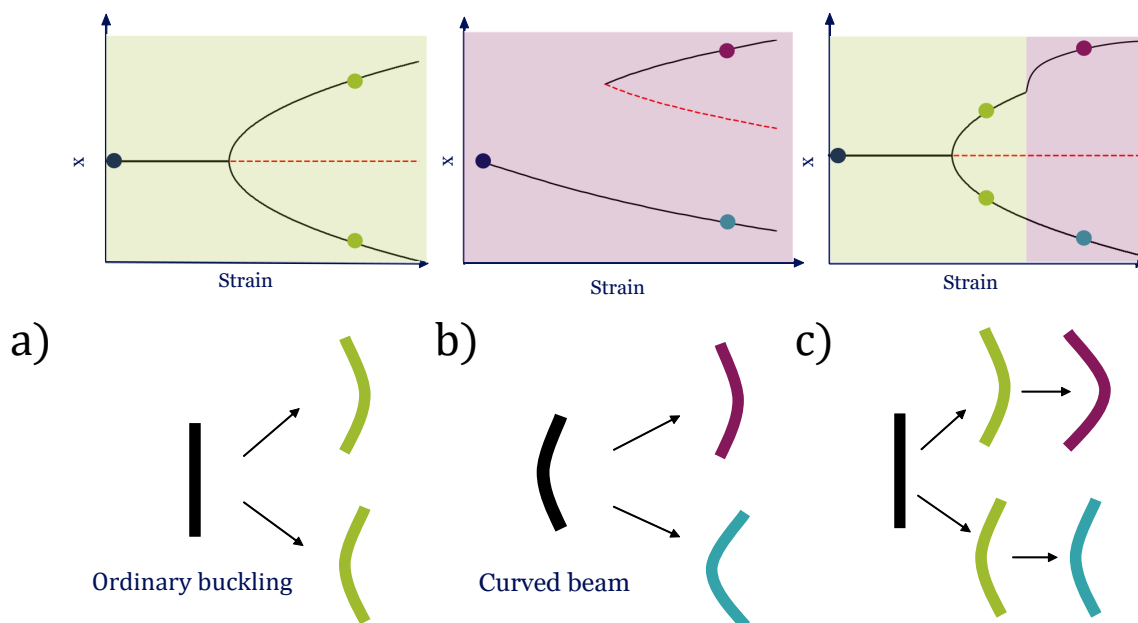 x
x
x
Strain
Strain
Strain
a)
b)
c)
Ordinary buckling
Curved beam